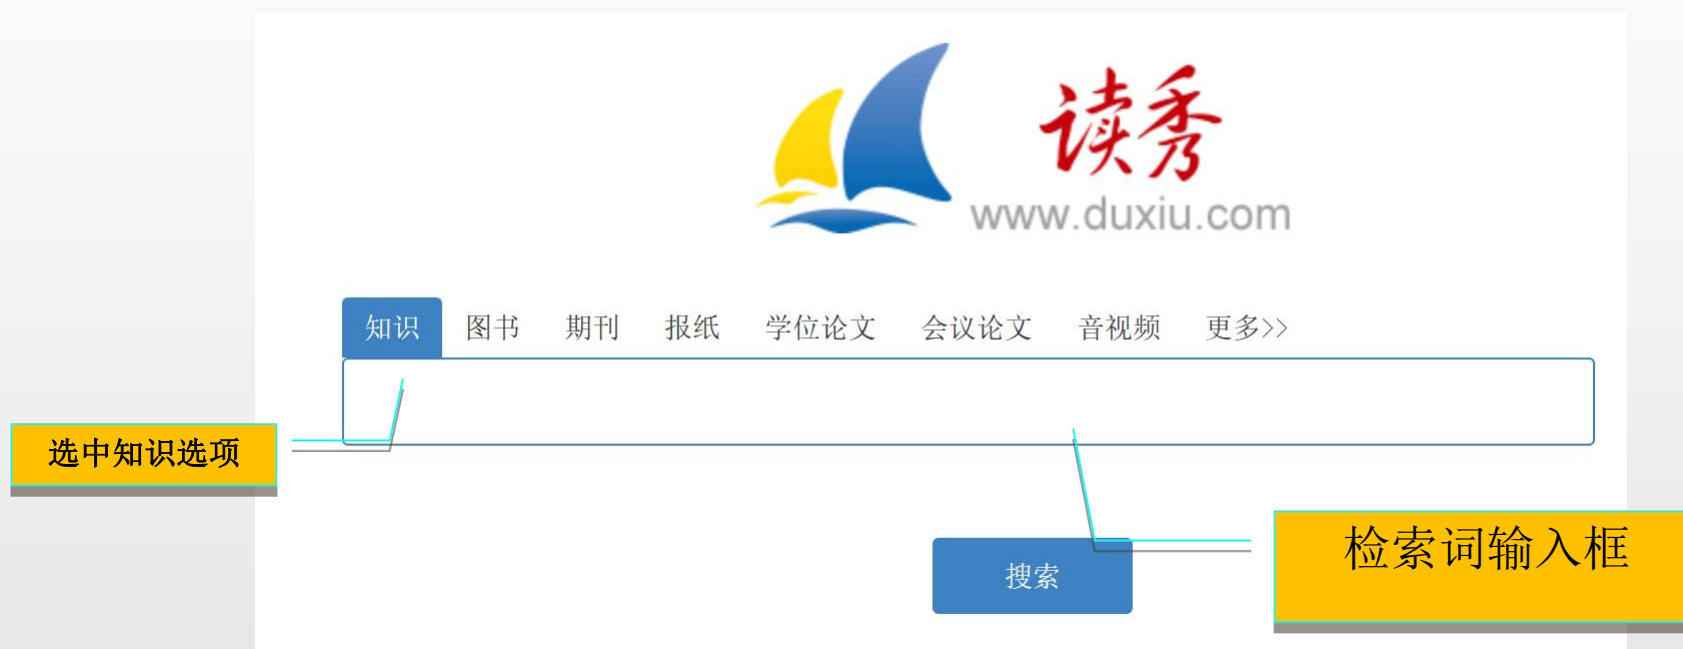 读秀
www.duxiu.com
知识 图书 期刊 报纸 学位论文 会议论文 音视频 更多>>
选中知识选项
检索词输入框
搜索